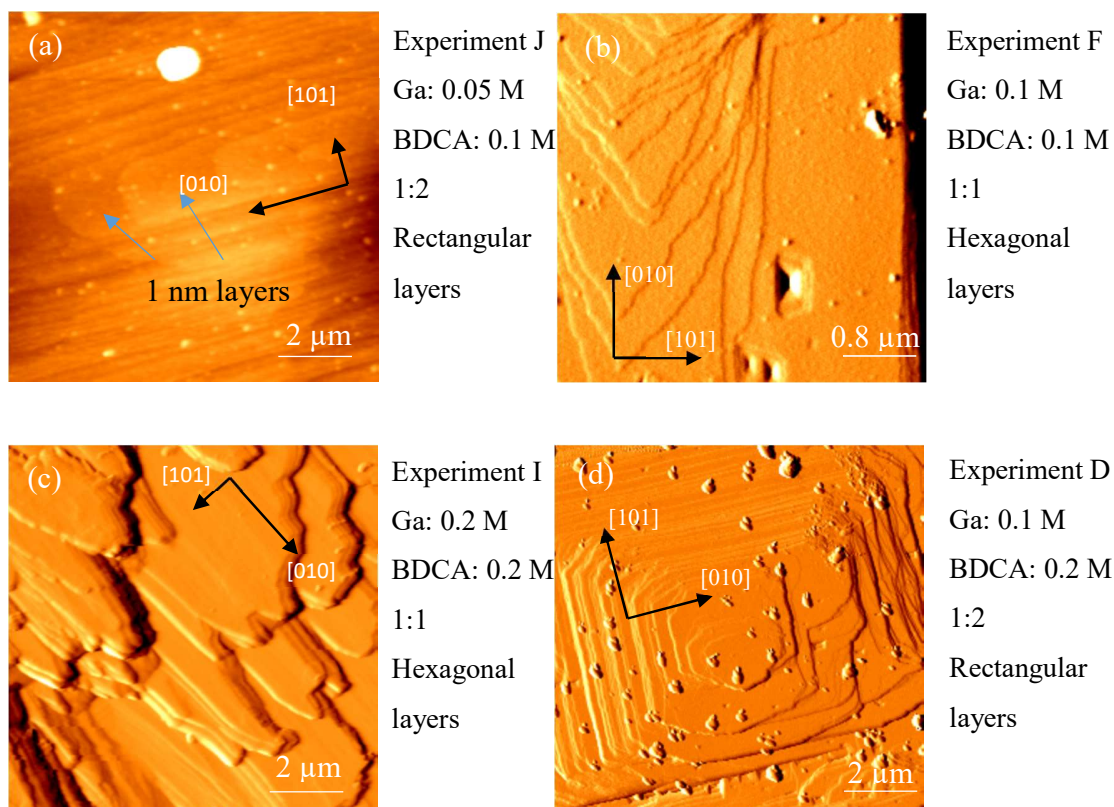 (a)
[101]
[010]
1 nm layers
2 µm
Experiment J
Ga: 0.05 M
BDCA: 0.1 M
1:2
Rectangular
layers
(b)
[010]
[101]
0.8 µm
Experiment F
Ga: 0.1 M
BDCA: 0.1 M
1:1
Hexagonal
layers
(c)
[101]
[010]
2 µm
Experiment I
Ga: 0.2 M
BDCA: 0.2 M
1:1
Hexagonal
layers
(d)
[101]
[010]
2 µm
Experiment D
Ga: 0.1 M
BDCA: 0.2 M
1:2
Rectangular
layers